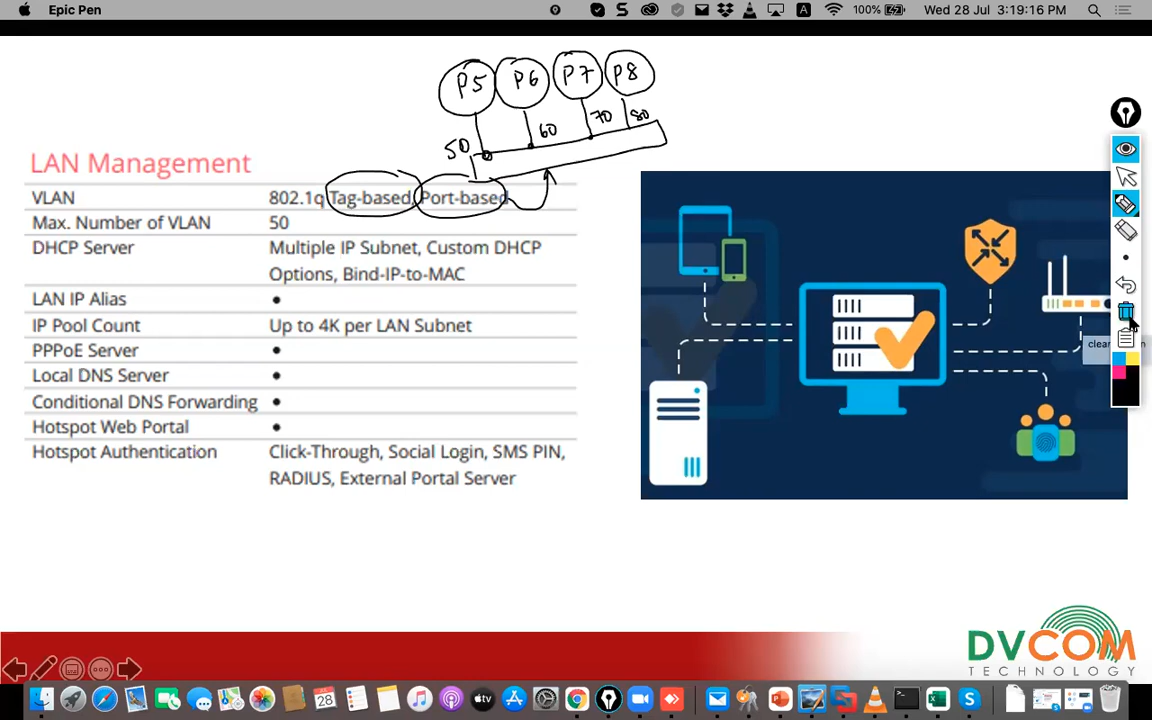 Epic Pen
A
100%
Wed 28 Jul 3:19:16 PM
P5 P6 P7 P8
50 60 70 80
LAN Management
VLAN 802.1q Tag-based, Port-based
Max. Number of VLAN 50
DHCP Server Multiple IP Subnet, Custom DHCP
Options, Bind-IP-to-MAC
LAN IP Alias •
IP Pool Count Up to 4K per LAN Subnet
PPPoE Server •
Local DNS Server •
Conditional DNS Forwarding •
Hotspot Web Portal •
Hotspot Authentication Click-Through, Social Login, SMS PIN,
RADIUS, External Portal Server
DVCOM
TECHNOLOGY